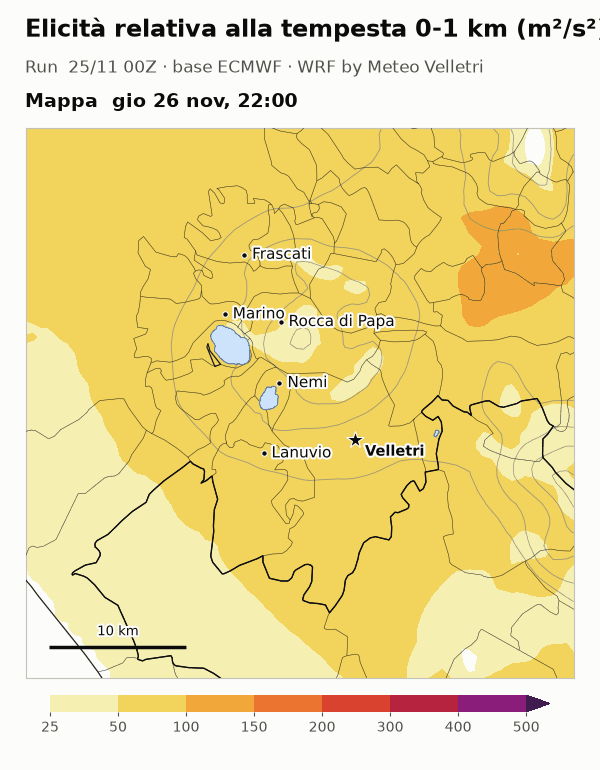 Elicità relativa alla tempesta 0-1 km (m²/s²)
Run  25/11 00Z · base ECMWF · WRF by Meteo Velletri
Mappa  gio 26 nov, 22:00
Frascati
Marino
Rocca di Papa
Nemi
Velletri
Lanuvio
10 km
25 50 100 150 200 300 400 500